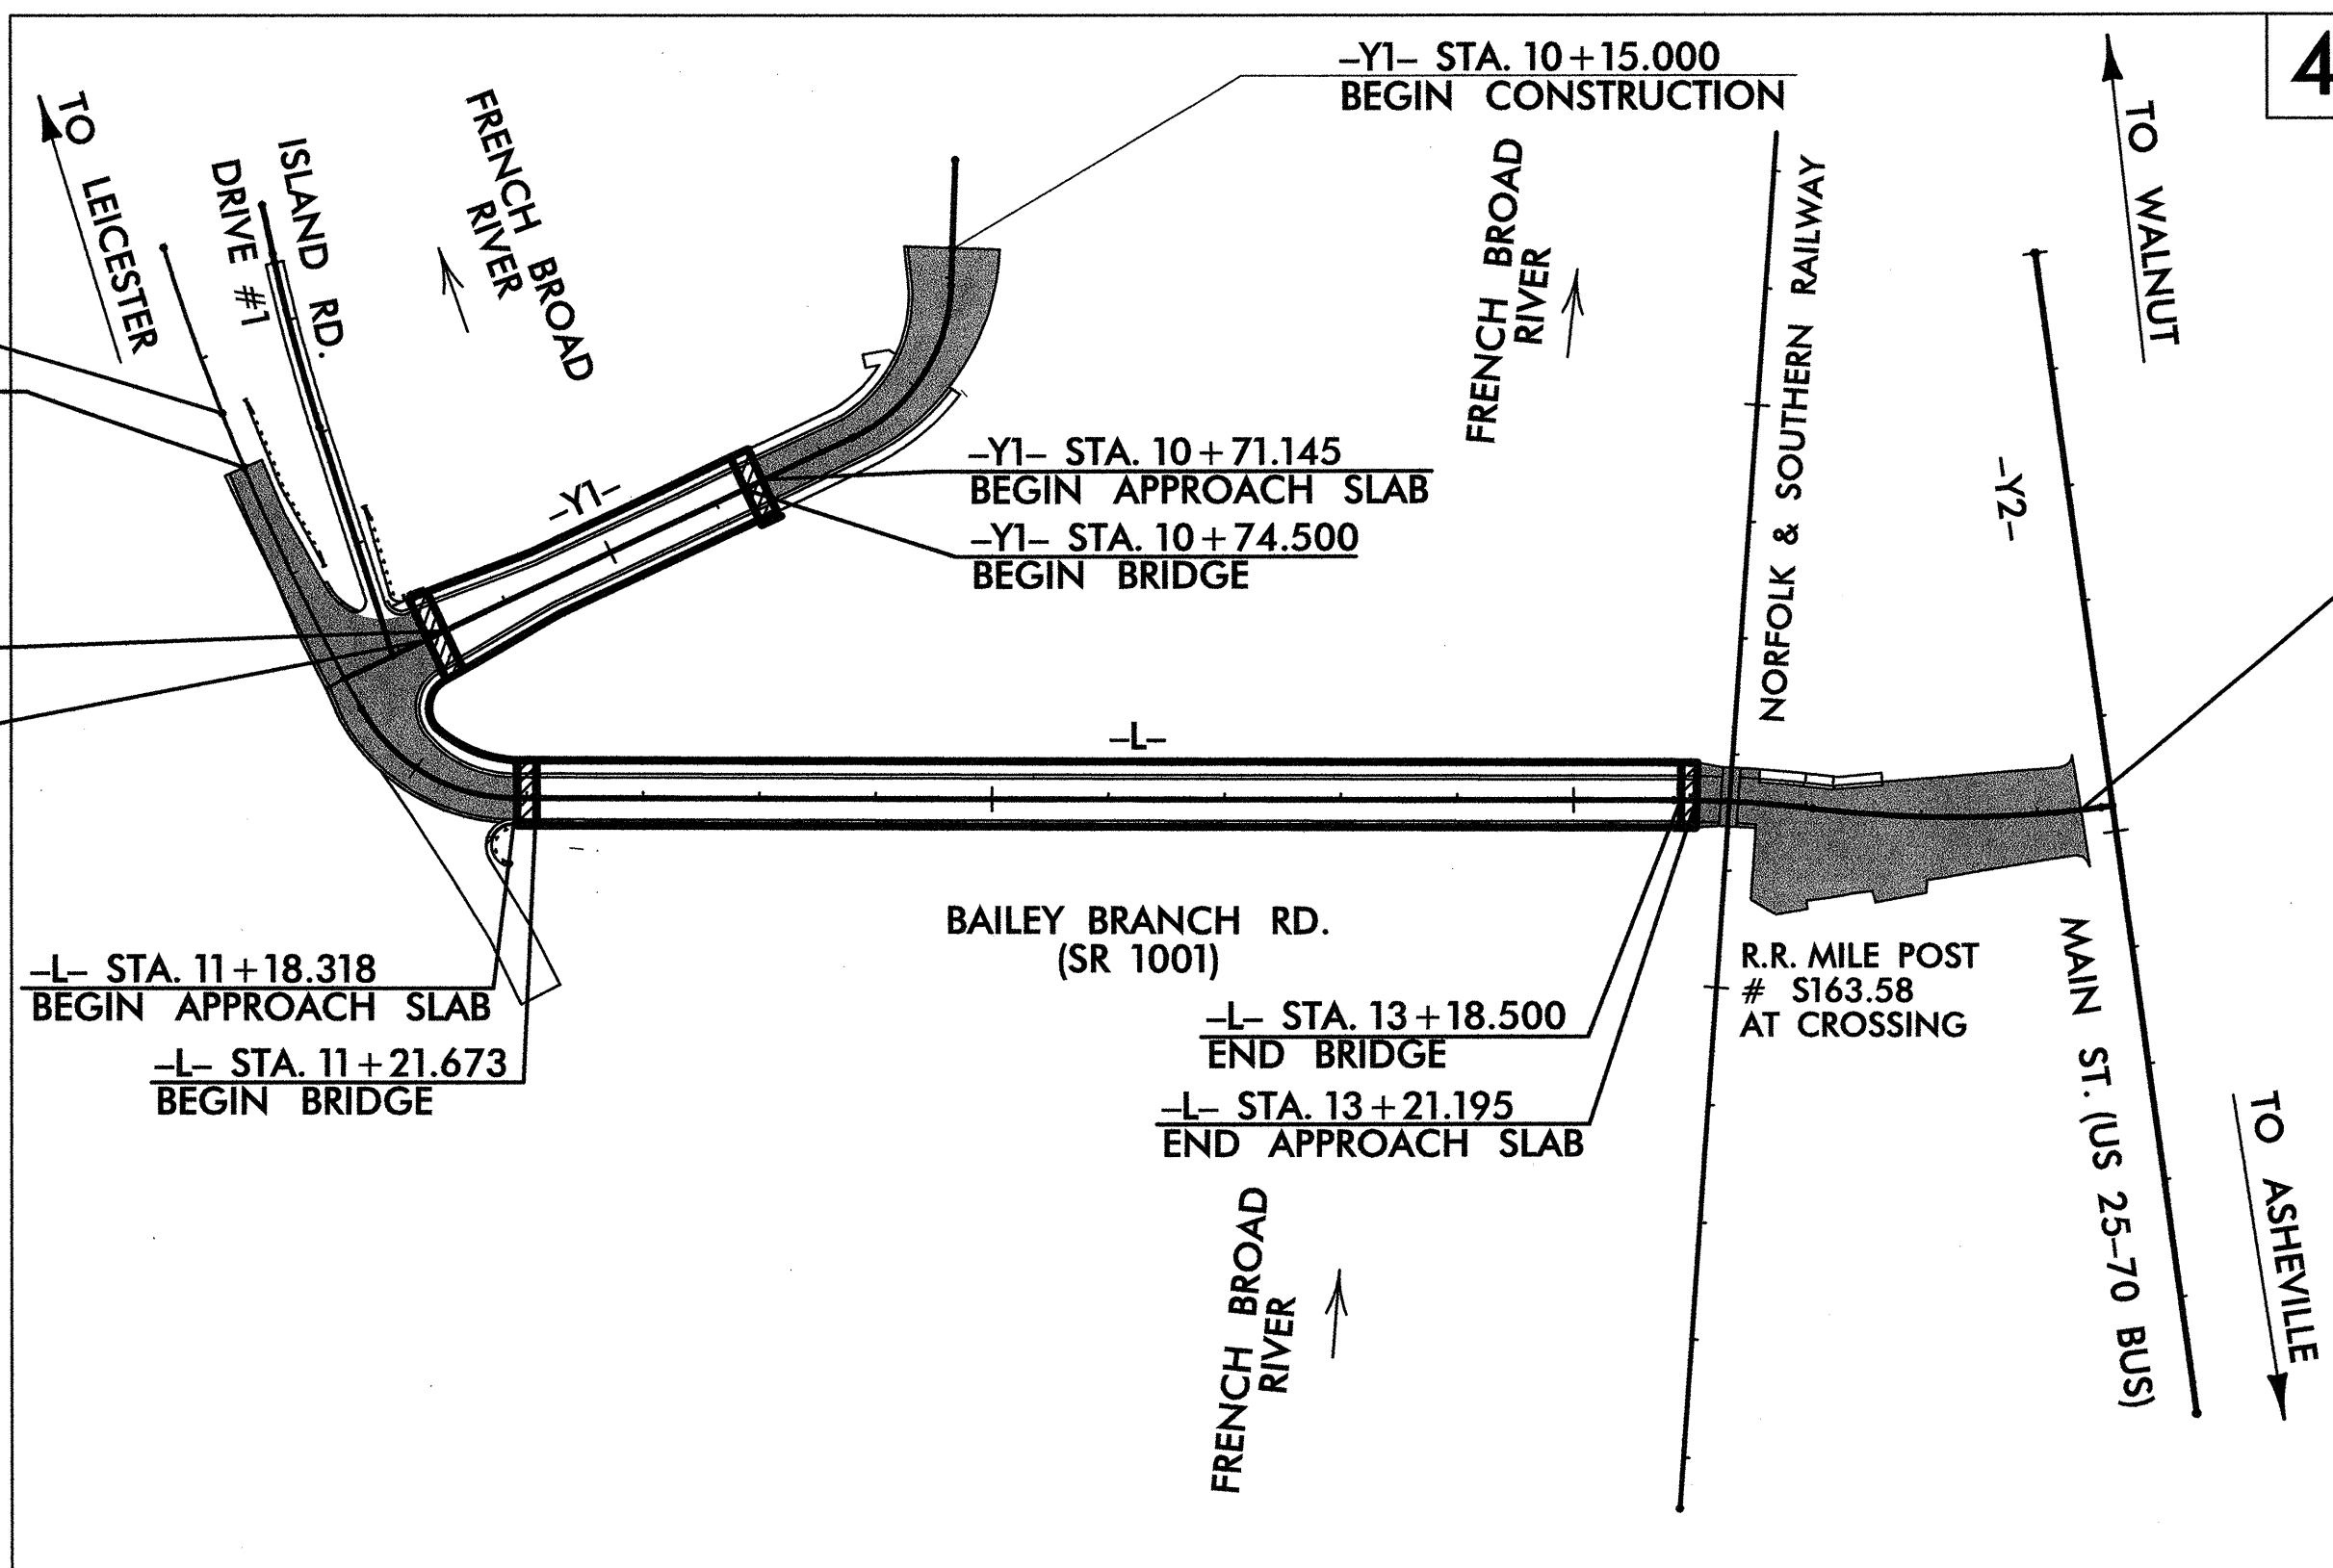 4
–Y1– STA. 10+15.000
BEGIN CONSTRUCTION
TO LEICESTER
ISLAND RD.
DRIVE #1
FRENCH BROAD
RIVER
FRENCH BROAD
RIVER
NORFOLK & SOUTHERN RAILWAY
TO WALNUT
–Y2–
–Y1–
–Y1– STA. 10+71.145
BEGIN APPROACH SLAB
–Y1– STA. 10+74.500
BEGIN BRIDGE
–L–
BAILEY BRANCH RD.
(SR 1001)
–L– STA. 11+18.318
BEGIN APPROACH SLAB
–L– STA. 11+21.673
BEGIN BRIDGE
–L– STA. 13+18.500
END BRIDGE
–L– STA. 13+21.195
END APPROACH SLAB
R.R. MILE POST
# S163.58
AT CROSSING
MAIN ST. (US 25–70 BUS)
TO ASHEVILLE
FRENCH BROAD
RIVER